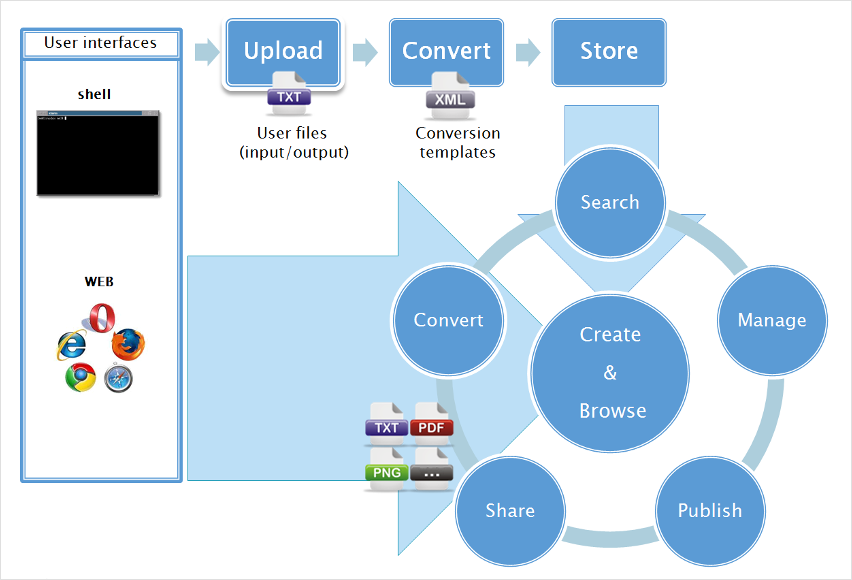 User interfaces
shell
WEB
Upload
TXT
User files
(input/output)
Convert
XML
Conversion
templates
Store
Search
Convert
Manage
Create
&
Browse
TXT
PDF
PNG
...
Share
Publish